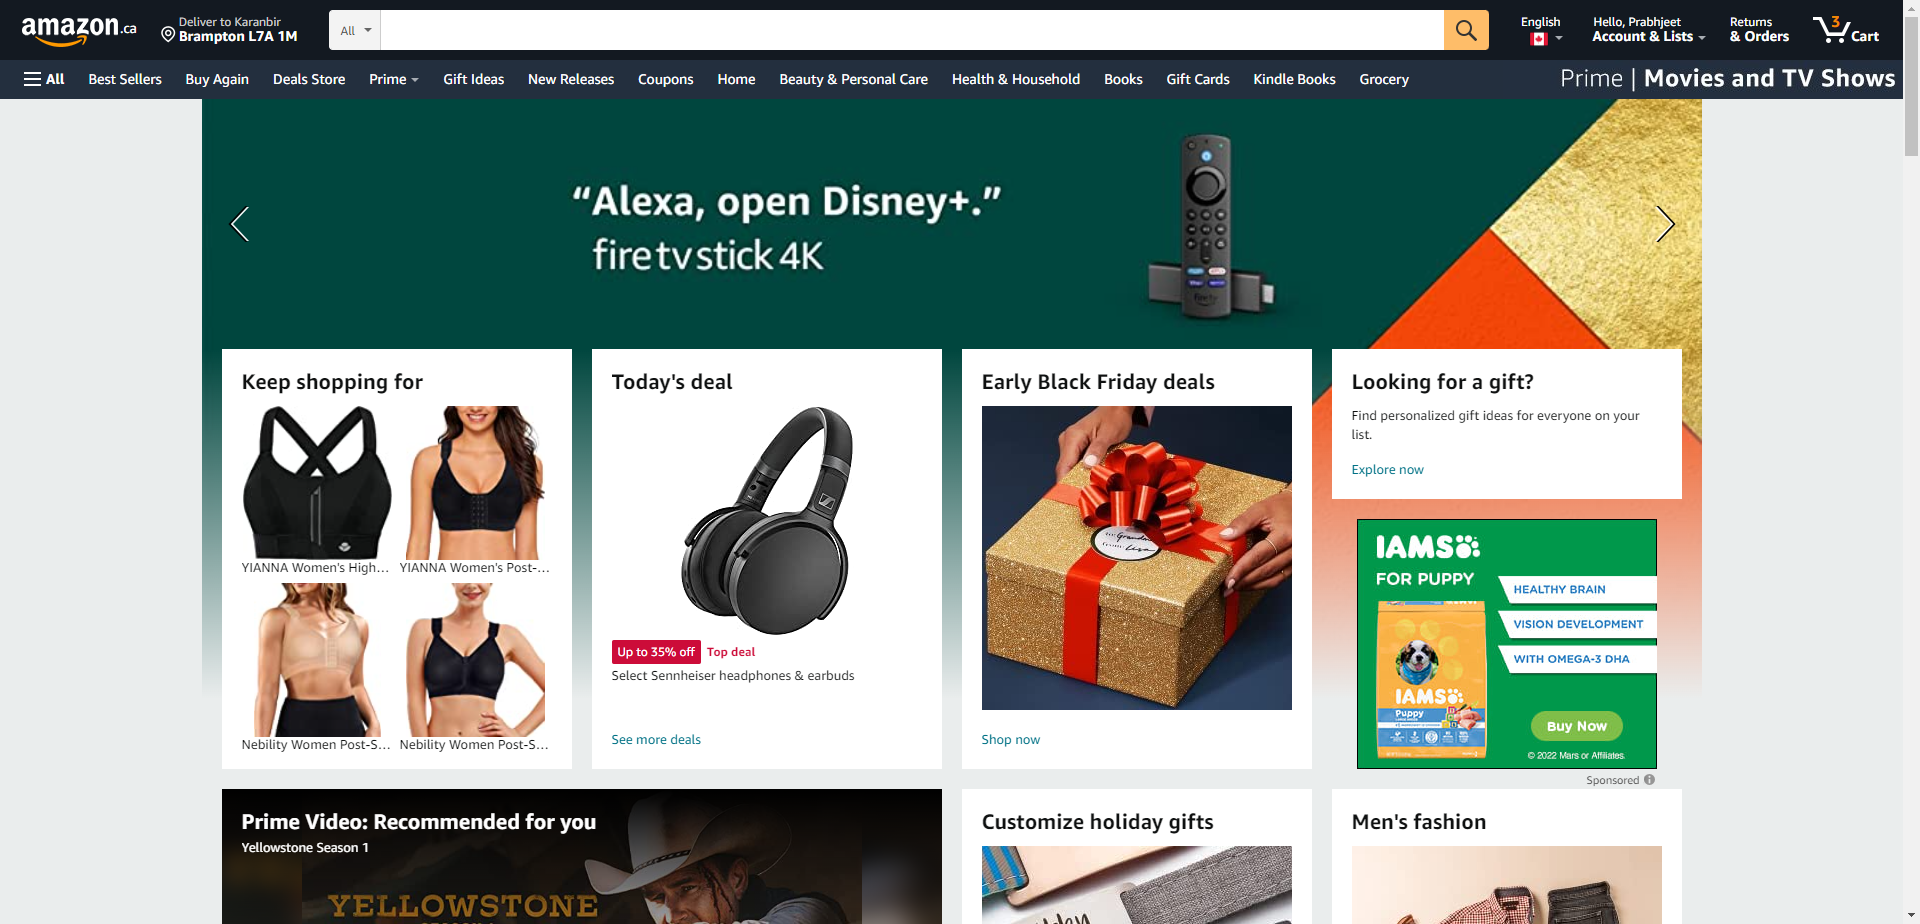 amazon.ca
Deliver to Karanbir
Brampton L7A 1M
All
English
Hello, Prabhjeet
Account & Lists
Returns
& Orders
3
Cart
All
Best Sellers
Buy Again
Deals Store
Prime
Gift Ideas
New Releases
Coupons
Home
Beauty & Personal Care
Health & Household
Books
Gift Cards
Kindle Books
Grocery
Prime | Movies and TV Shows
“Alexa, open Disney+.”
fire tv stick 4K
Keep shopping for
YIANNA Women's High...
YIANNA Women's Post-...
Nebility Women Post-S...
Nebility Women Post-S...
Today's deal
Up to 35% off
Top deal
Select Sennheiser headphones & earbuds
See more deals
Early Black Friday deals
Shop now
Looking for a gift?
Find personalized gift ideas for everyone on your
list.
Explore now
IAMS
FOR PUPPY
HEALTHY BRAIN
VISION DEVELOPMENT
WITH OMEGA-3 DHA
IAMS
Puppy
Buy Now
© 2022 Mars or Affiliates.
Sponsored
Prime Video: Recommended for you
Yellowstone Season 1
YELLOWSTONE
Customize holiday gifts
Men's fashion